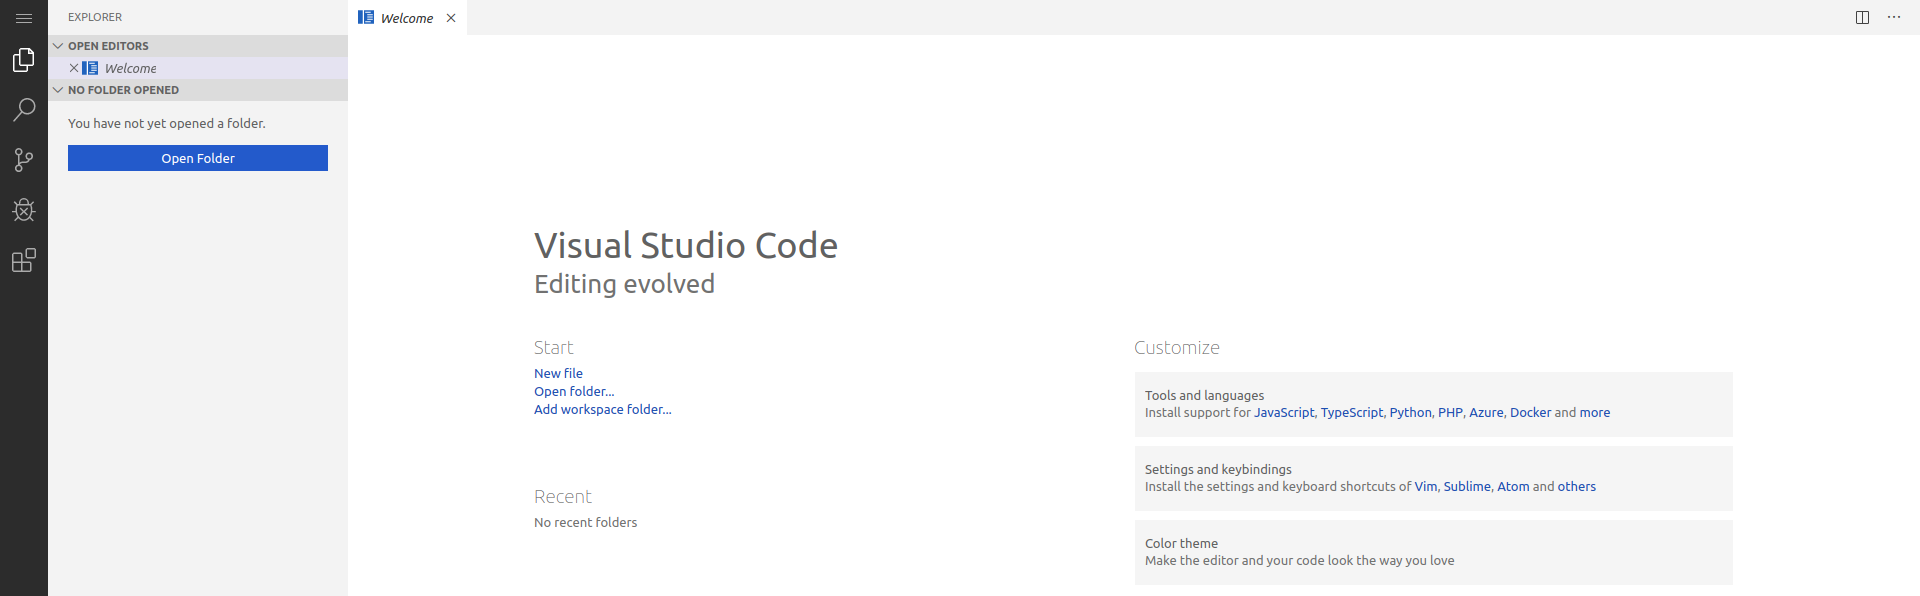 EXPLORER
OPEN EDITORS
Welcome
NO FOLDER OPENED
You have not yet opened a folder.
Open Folder
Welcome
Visual Studio Code
Editing evolved
Start
New file
Open folder...
Add workspace folder...
Recent
No recent folders
Customize
Tools and languages
Install support for JavaScript, TypeScript, Python, PHP, Azure, Docker and more
Settings and keybindings
Install the settings and keyboard shortcuts of Vim, Sublime, Atom and others
Color theme
Make the editor and your code look the way you love